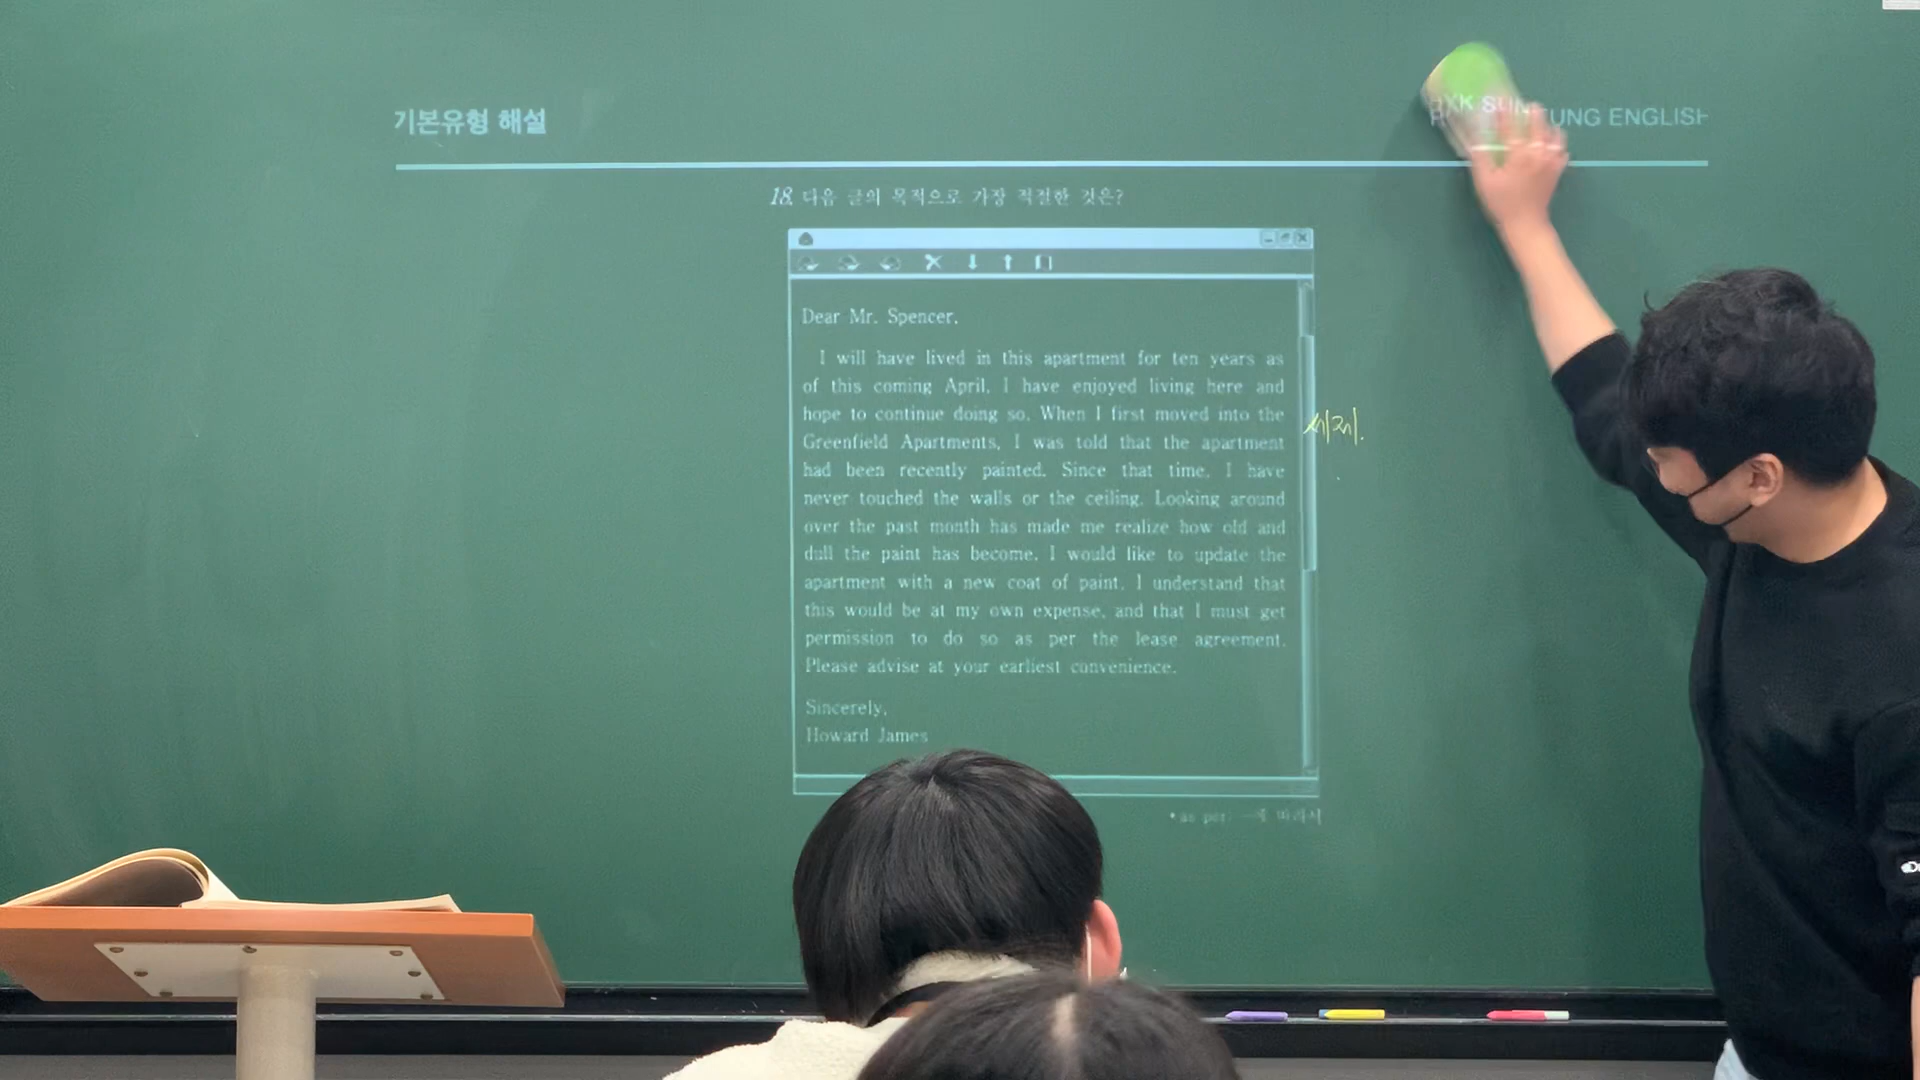 기본유형 해설
UNG ENGLISH
18. 다음 글의 목적으로 가장 적절한 것은?
Dear Mr. Spencer,
I will have lived in this apartment for ten years as
of this coming April. I have enjoyed living here and
hope to continue doing so. When I first moved into the
Greenfield Apartments, I was told that the apartment
had been recently painted. Since that time, I have
never touched the walls or the ceiling. Looking around
over the past month has made me realize how old and
dull the paint has become. I would like to update the
apartment with a new coat of paint. I understand that
this would be at my own expense, and that I must get
permission to do so as per the lease agreement.
Please advise at your earliest convenience.
Sincerely,
Howard James
*as per: …에 따라서